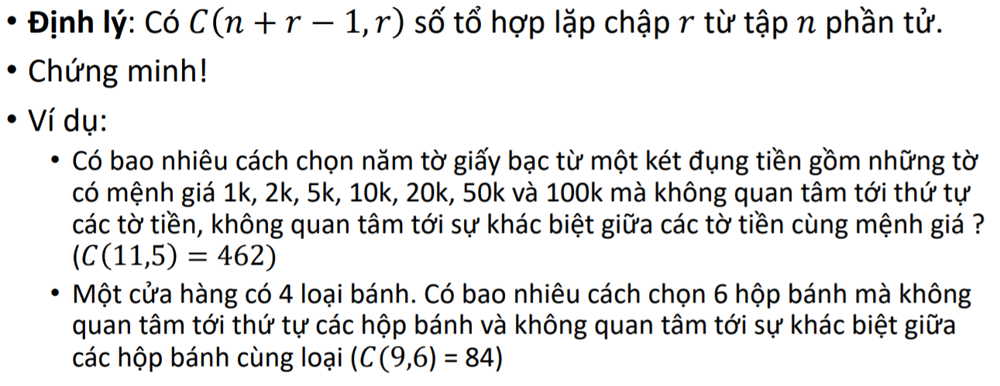 • Định lý: Có C(n + r − 1, r) số tổ hợp lặp chập r từ tập n phần tử.
• Chứng minh!
• Ví dụ:
• Có bao nhiêu cách chọn năm tờ giấy bạc từ một két đụng tiền gồm những tờ
có mệnh giá 1k, 2k, 5k, 10k, 20k, 50k và 100k mà không quan tâm tới thứ tự
các tờ tiền, không quan tâm tới sự khác biệt giữa các tờ tiền cùng mệnh giá ?
(C(11,5) = 462)
• Một cửa hàng có 4 loại bánh. Có bao nhiêu cách chọn 6 hộp bánh mà không
quan tâm tới thứ tự các hộp bánh và không quan tâm tới sự khác biệt giữa
các hộp bánh cùng loại (C(9,6) = 84)